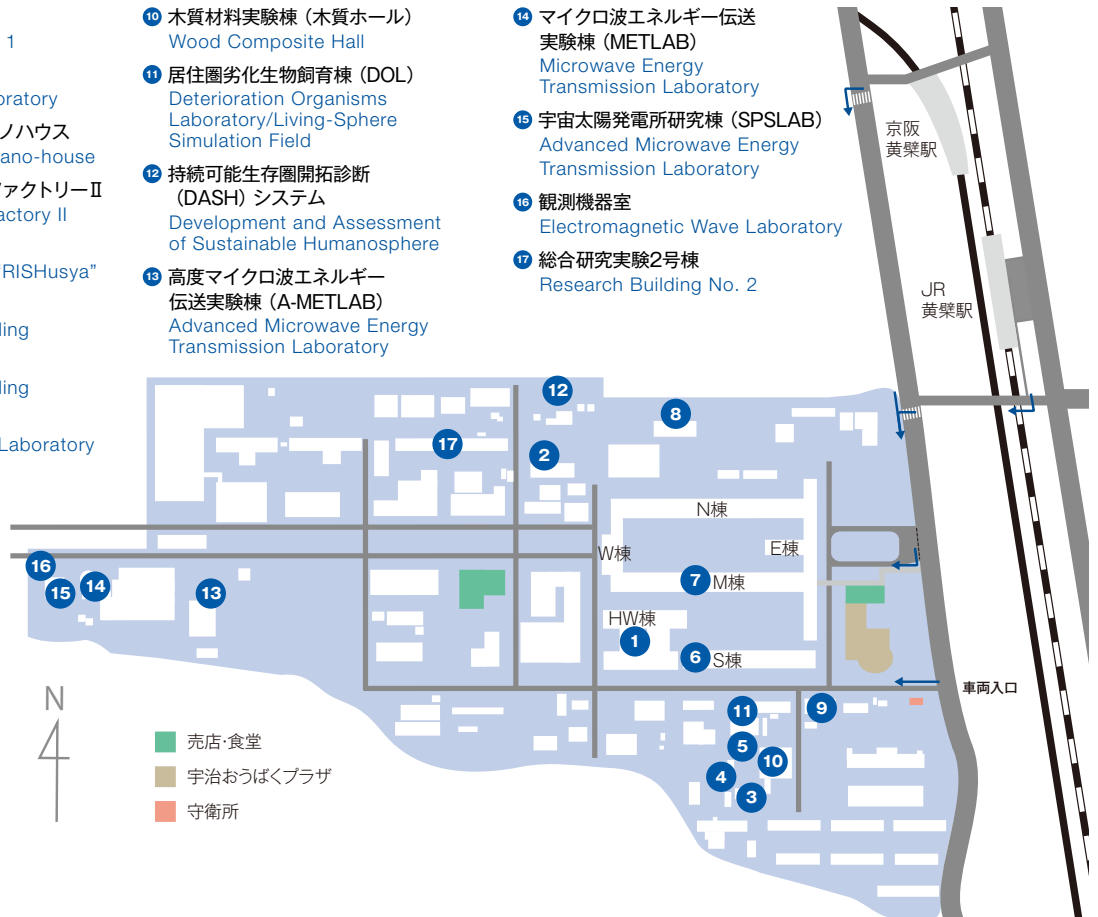 1
oratory
ノハウス
ano-house
ァクトリーⅡ
actory II
"RISHusya"
ding
ding
Laboratory
10 木質材料実験棟（木質ホール）
Wood Composite Hall
11 居住圏劣化生物飼育棟（DOL）
Deterioration Organisms
Laboratory/Living-Sphere
Simulation Field
12 持続可能生存圏開拓診断
（DASH）システム
Development and Assessment
of Sustainable Humanosphere
13 高度マイクロ波エネルギー
伝送実験棟（A-METLAB）
Advanced Microwave Energy
Transmission Laboratory
14 マイクロ波エネルギー伝送
実験棟（METLAB）
Microwave Energy
Transmission Laboratory
15 宇宙太陽発電所研究棟（SPSLAB）
Advanced Microwave Energy
Transmission Laboratory
16 観測機器室
Electromagnetic Wave Laboratory
17 総合研究実験2号棟
Research Building No. 2
京阪
黄檗駅
JR
黄檗駅
12
8
17
2
N棟
W棟
E棟
16
15
14
13
7 M棟
HW棟
1
6 S棟
車両入口
11
9
5
10
4
3
N
売店・食堂
宇治おうばくプラザ
守衛所